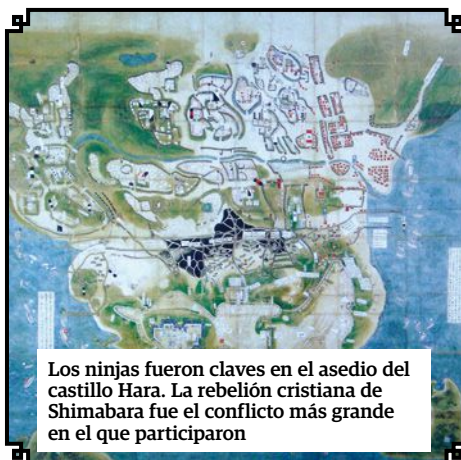 Los ninjas fueron claves en el asedio del
castillo Hara. La rebelión cristiana de
Shimabara fue el conflicto más grande
en el que participaron